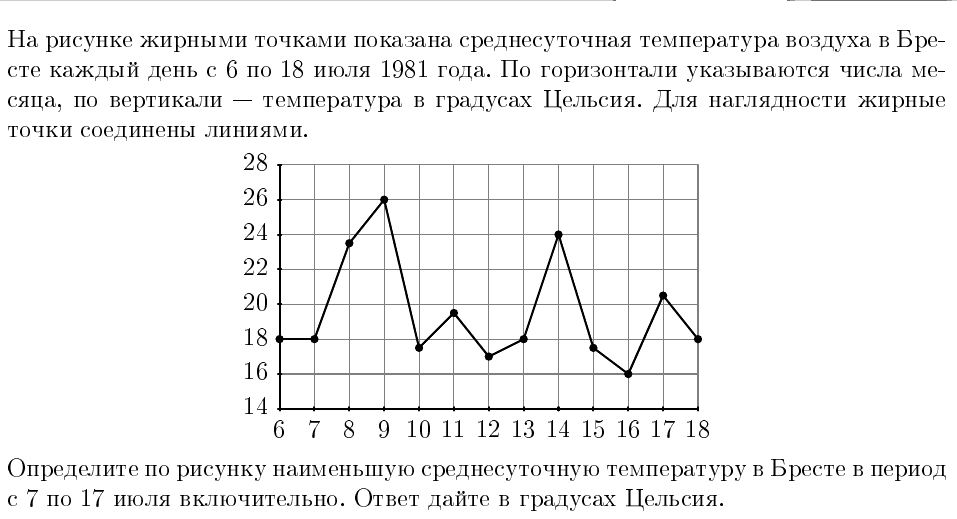 На рисунке жирными точками показана среднесуточная температура воздуха в Бре-
сте каждый день с 6 по 18 июля 1981 года. По горизонтали указываются числа ме-
сяца, по вертикали — температура в градусах Цельсия. Для наглядности жирные
точки соединены линиями.
28
26
24
22
20
18
16
14
6 7 8 9 10 11 12 13 14 15 16 17 18
Определите по рисунку наименьшую среднесуточную температуру в Бресте в период
с 7 по 17 июля включительно. Ответ дайте в градусах Цельсия.